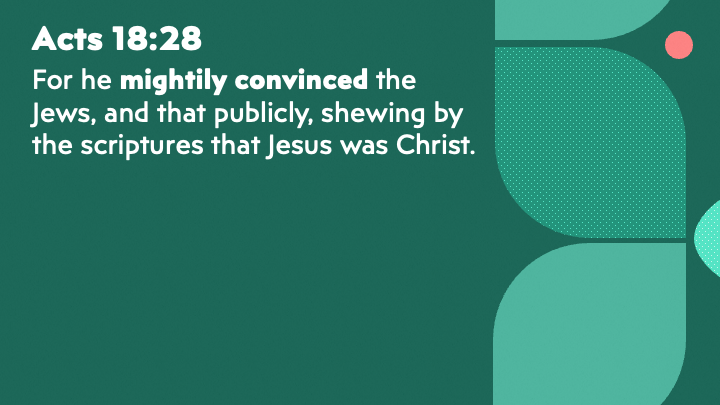 Acts 18:28
For he mightily convinced the
Jews, and that publicly, shewing by
the scriptures that Jesus was Christ.